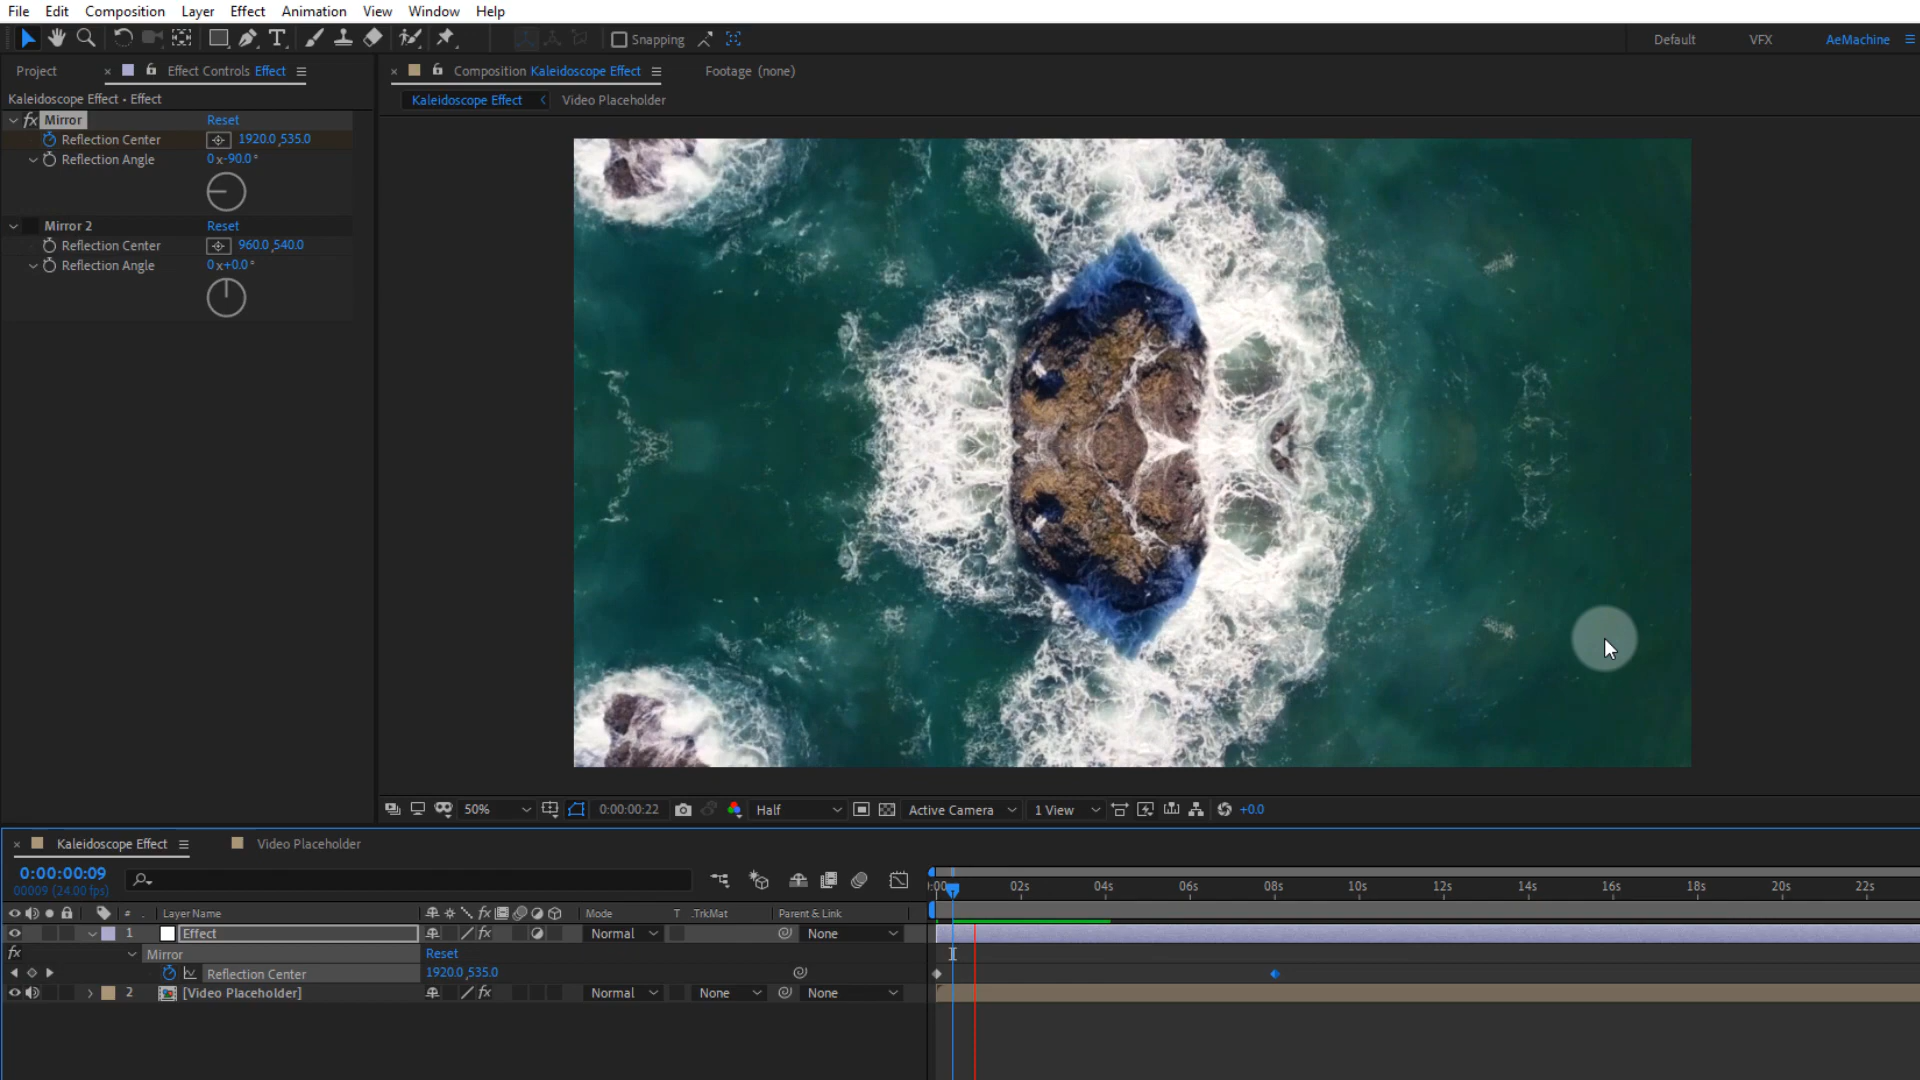 File Edit Composition Layer Effect Animation View Window Help
Snapping Default VFX AeMachine
Project Effect Controls Effect Composition Kaleidoscope Effect Footage (none)
Kaleidoscope Effect • Effect
Kaleidoscope Effect Video Placeholder
fx Mirror Reset
Reflection Center 1920.0 ,535.0
Reflection Angle 0 x-90.0 °
Mirror 2 Reset
Reflection Center 960.0 ,540.0
Reflection Angle 0 x+0.0 °
50% 0:00:00:22 Half Active Camera 1 View +0.0
Kaleidoscope Effect Video Placeholder
0:00:00:09
00009 (24.00 fps)
02s 04s 06s 08s 10s 12s 14s 16s 18s 20s 22s
# Layer Name fx Mode T .TrkMat Parent & Link
1 Effect fx Normal None
fx Mirror Reset
Reflection Center 1920.0 ,535.0
2 [Video Placeholder] fx Normal None None